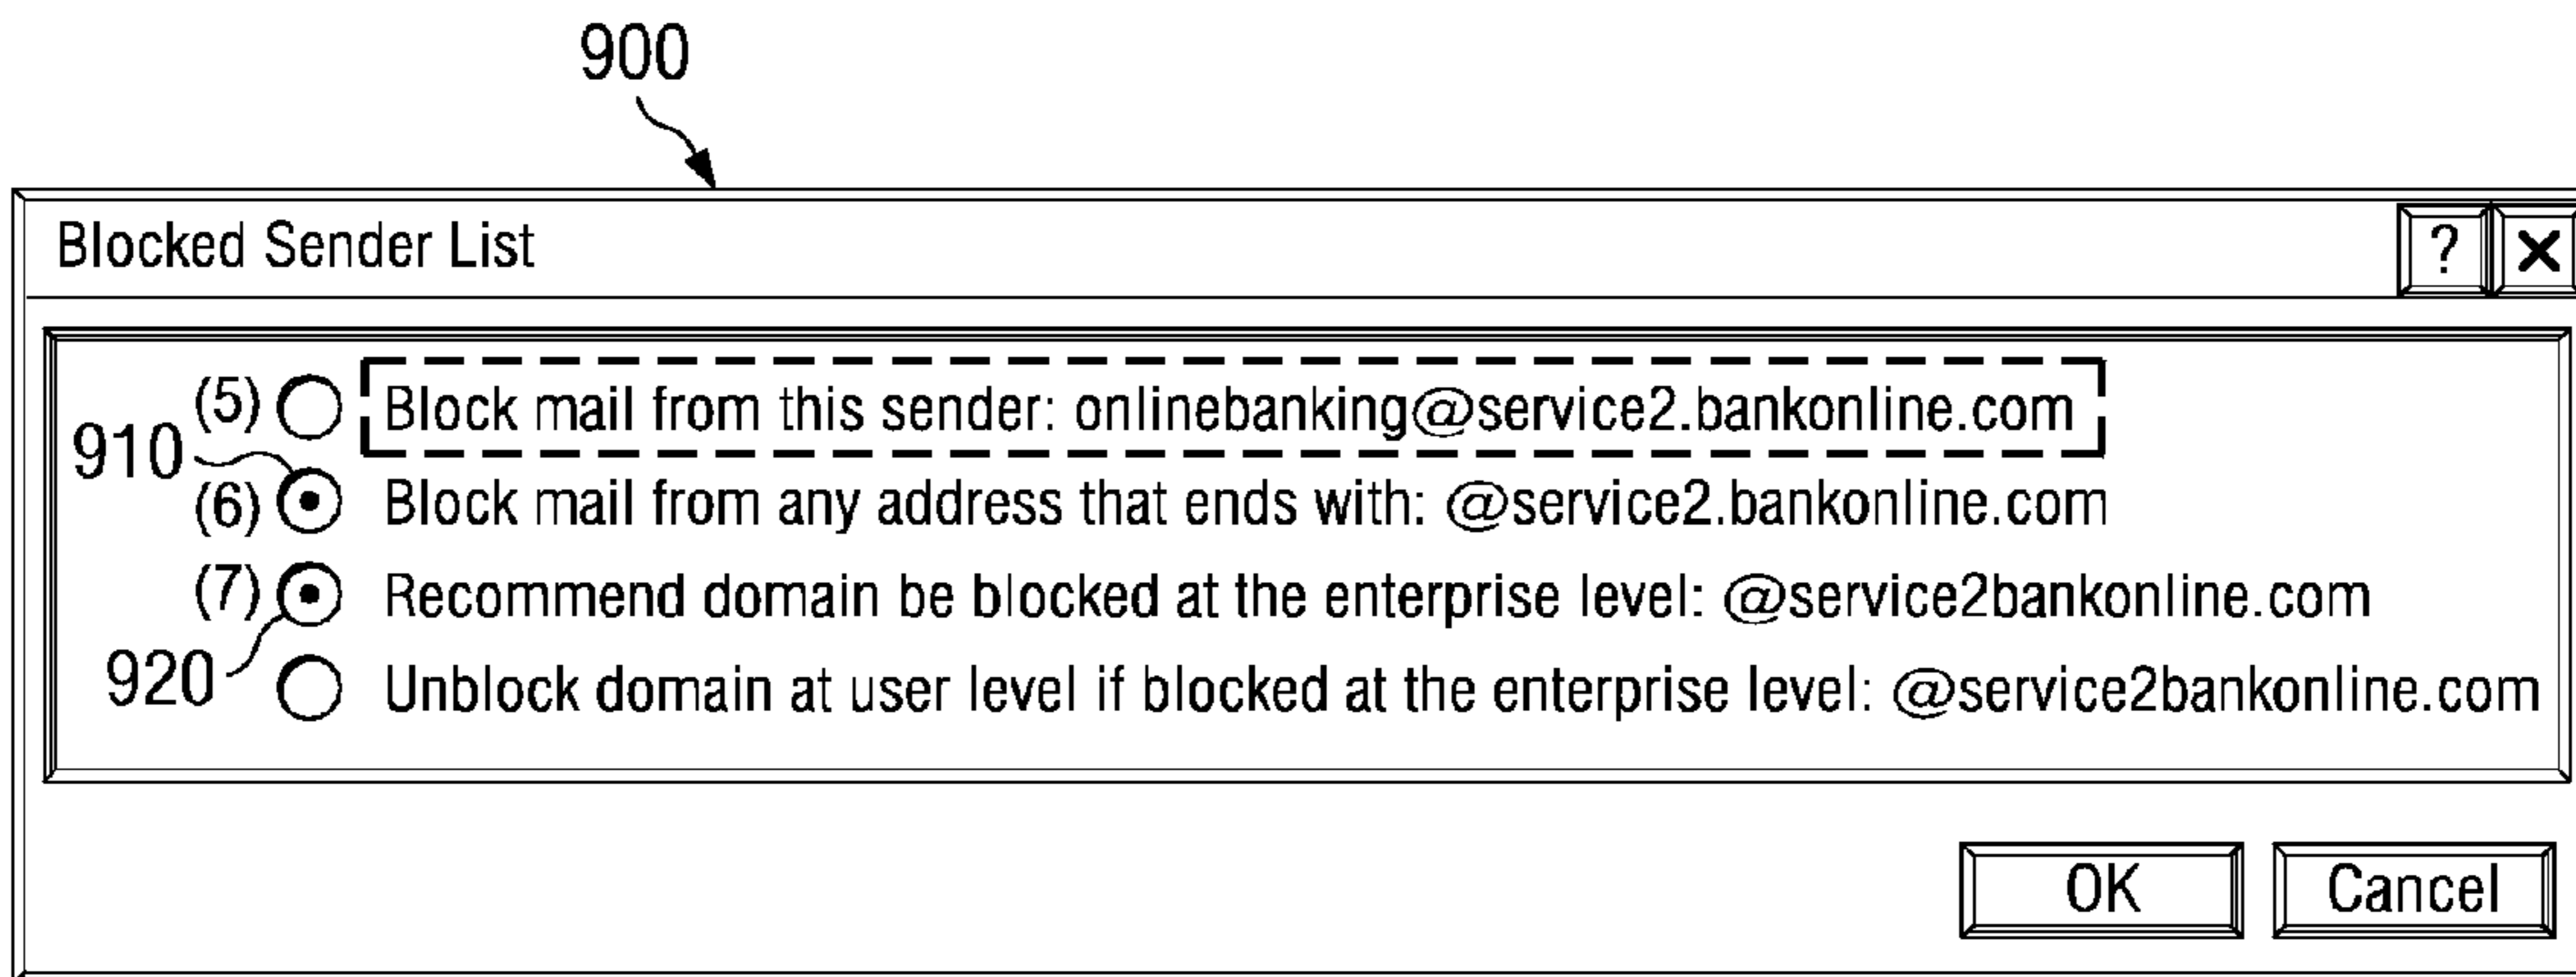 900
Blocked Sender List ? ×
(5) Block mail from this sender: onlinebanking@service2.bankonline.com
910
(6) Block mail from any address that ends with: @service2.bankonline.com
(7) Recommend domain be blocked at the enterprise level: @service2bankonline.com
920 Unblock domain at user level if blocked at the enterprise level: @service2bankonline.com
OK Cancel